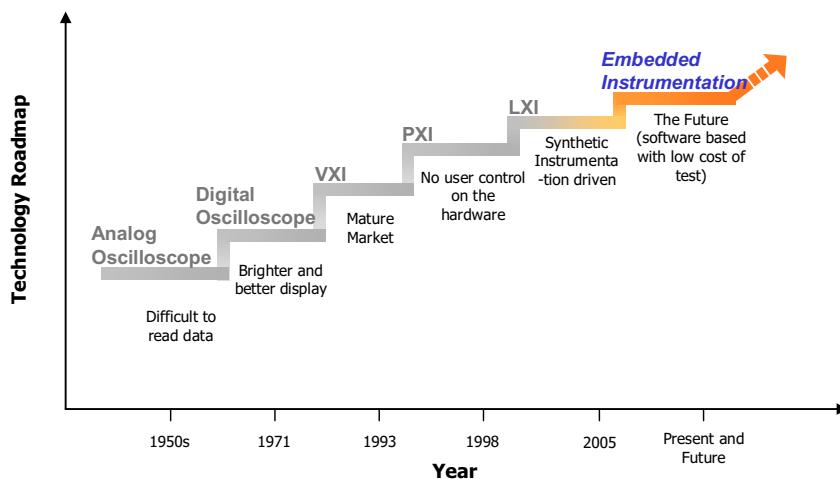 Technology Roadmap
Analog
Oscilloscope
Difficult to
read data
Digital
Oscilloscope
Brighter and
better display
VXI
Mature
Market
PXI
No user control
on the
hardware
LXI
Synthetic
Instrumenta
-tion driven
Embedded
Instrumentation
The Future
(software based
with low cost of
test)
1950s
1971
1993
1998
2005
Present and
Future
Year